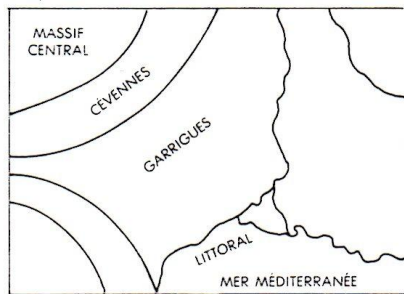 MASSIF
CENTRAL
CÉVENNES
GARRIGUES
LITTORAL
MER MÉDITERRANÉE